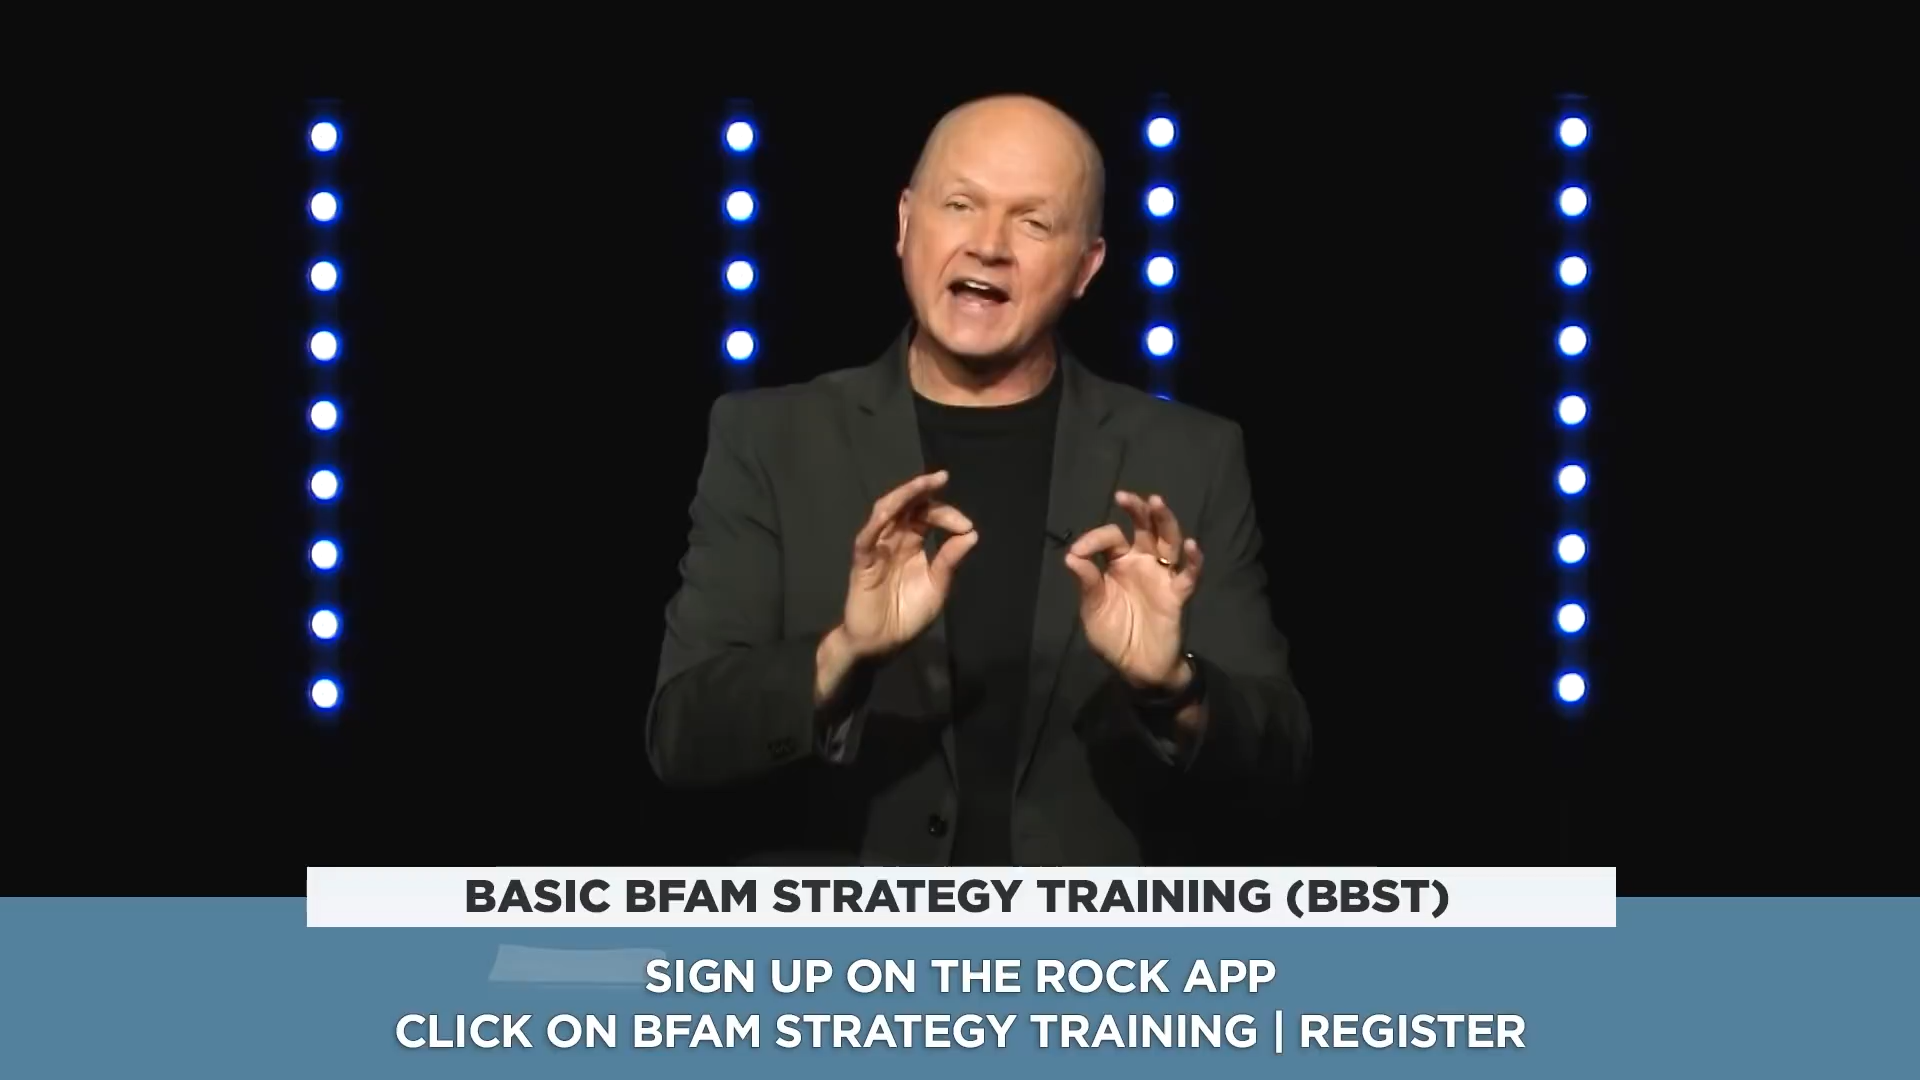 BASIC BFAM STRATEGY TRAINING (BBST)
SIGN UP ON THE ROCK APP
CLICK ON BFAM STRATEGY TRAINING | REGISTER